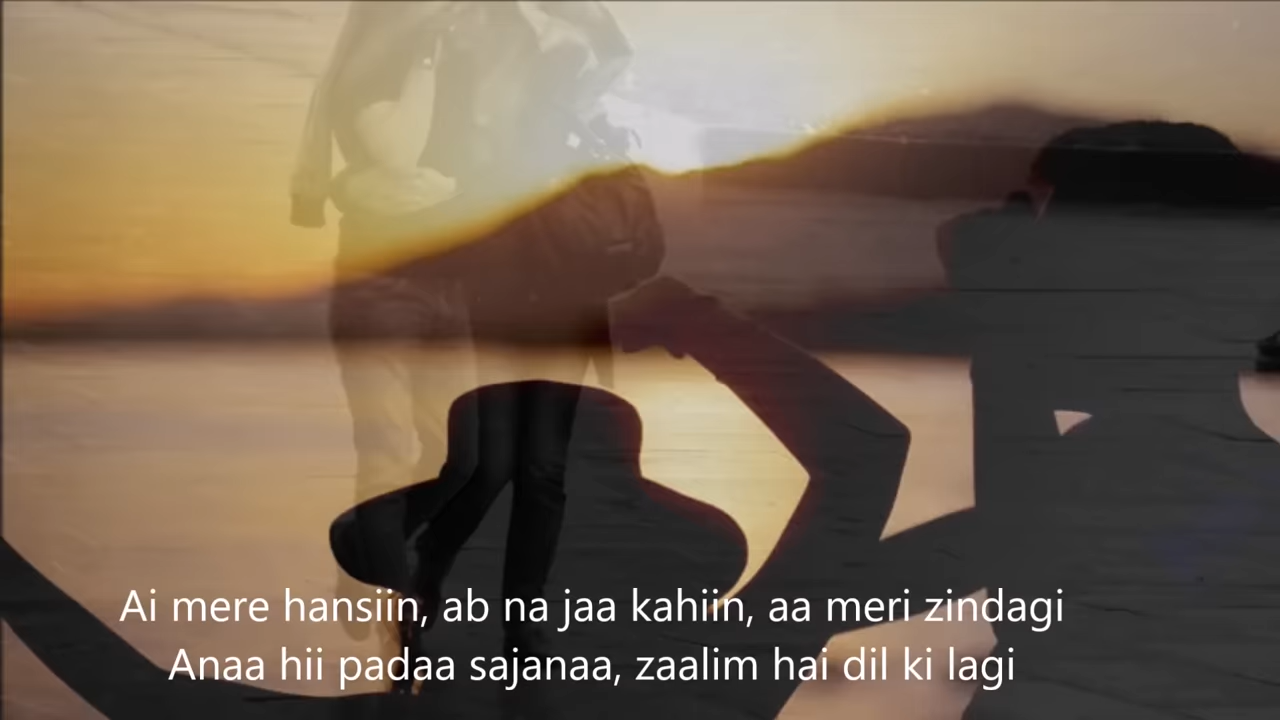 Ai mere hansiin, ab na jaa kahiin, aa meri zindagi
Anaa hii padaa sajanaa, zaalim hai dil ki lagi